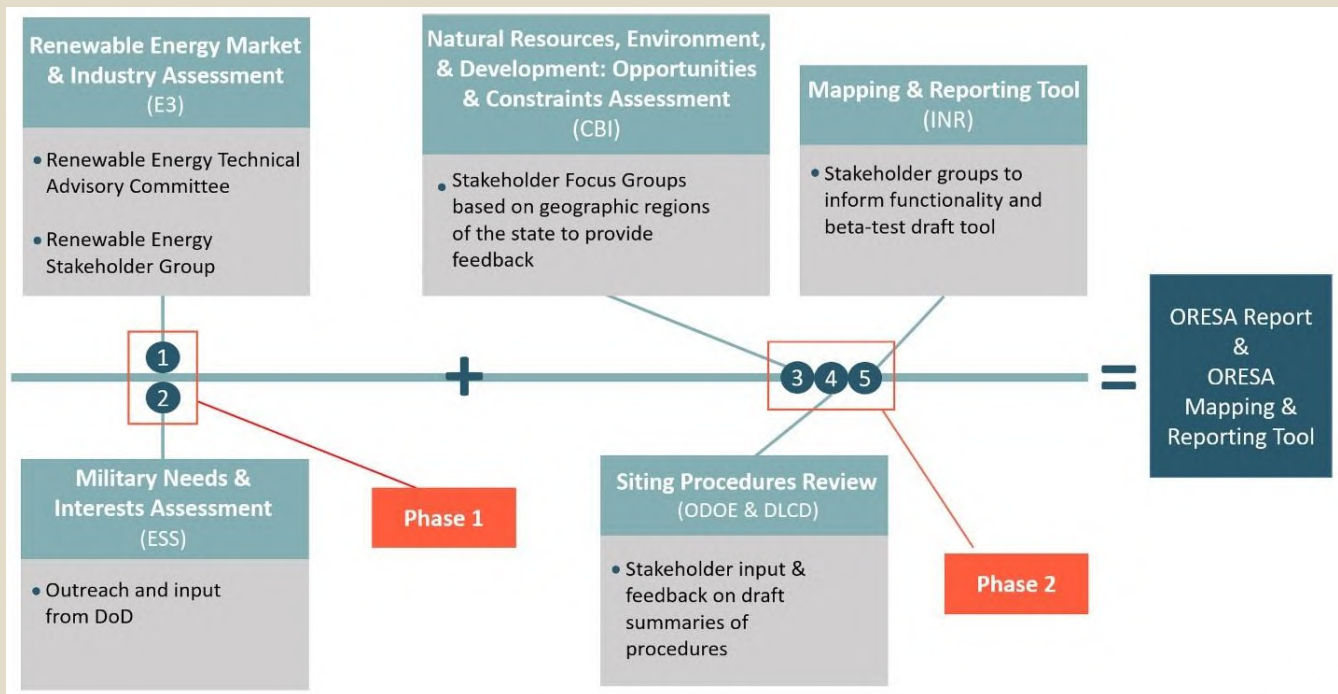 Renewable Energy Market
& Industry Assessment
(E3)
• Renewable Energy Technical
Advisory Committee
• Renewable Energy
Stakeholder Group
Natural Resources, Environment,
& Development: Opportunities
& Constraints Assessment
(CBI)
• Stakeholder Focus Groups
based on geographic regions
of the state to provide
feedback
Mapping & Reporting Tool
(INR)
• Stakeholder groups to
inform functionality and
beta-test draft tool
1
2
+
3 4 5
=
ORESA Report
&
ORESA
Mapping &
Reporting Tool
Military Needs &
Interests Assessment
(ESS)
• Outreach and input
from DoD
Phase 1
Siting Procedures Review
(ODOE & DLCD)
• Stakeholder input &
feedback on draft
summaries of
procedures
Phase 2